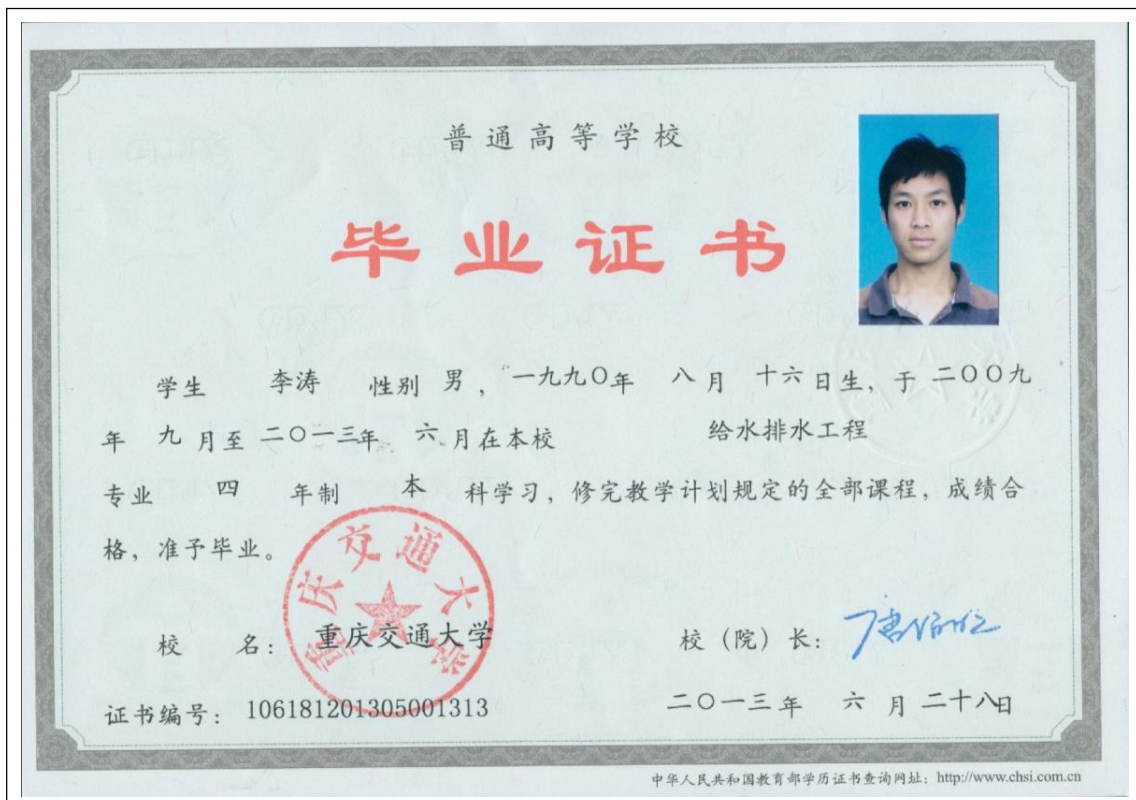 普通高等学校
毕业证书
学生 李涛 性别 男，一九九〇年 八月 十六日生，于 二〇〇九
年 九月至 二〇一三年 六月在本校 给水排水工程
专业 四 年制 本 科学习，修完教学计划规定的全部课程，成绩合
格，准予毕业。
重庆交通大学
校 名：重庆交通大学 校（院）长：
证书编号：106181201305001313 二〇一三年 六月二十八日
中华人民共和国教育部学历证书查询网址：http://www.chsi.com.cn